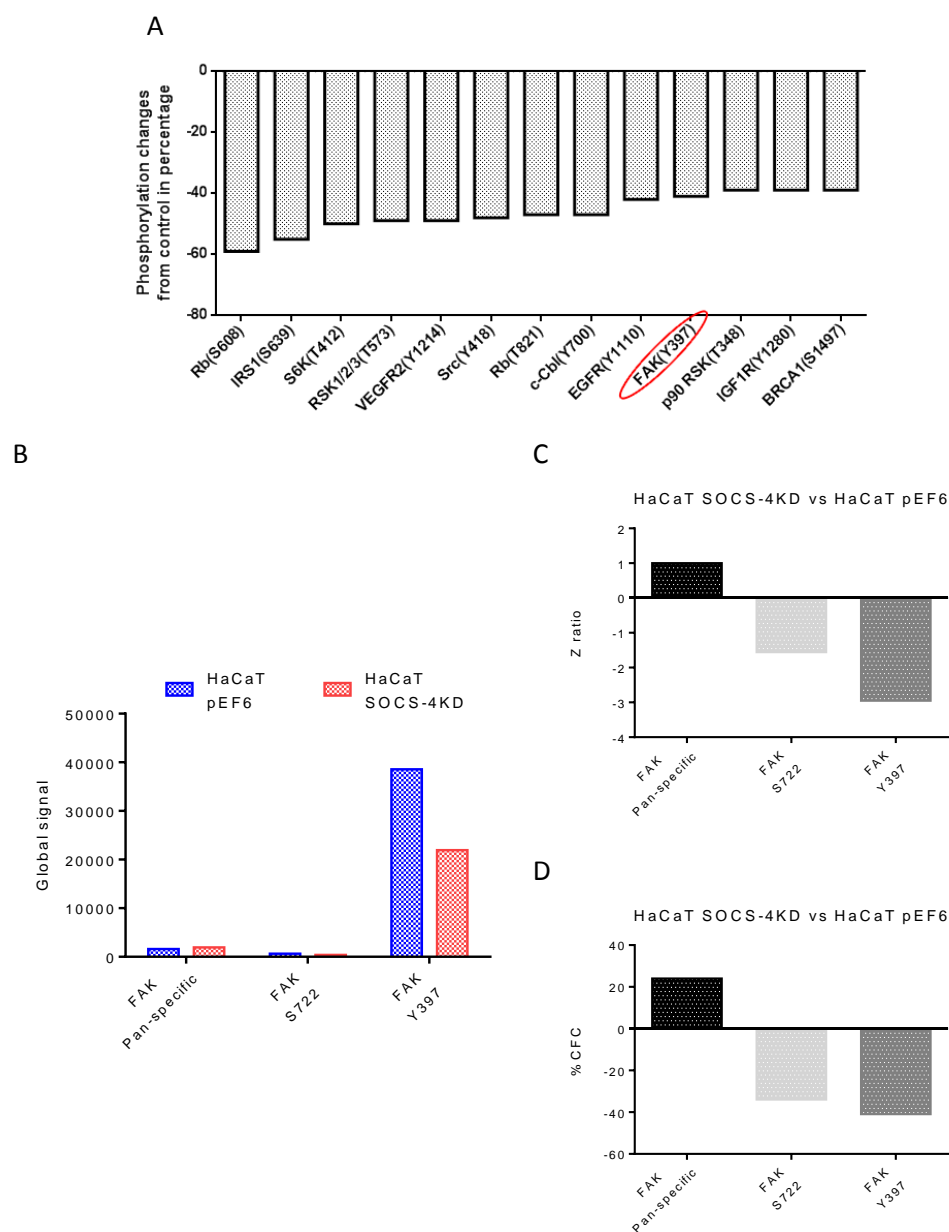 A
Phosphorylation changes
from control in percentage
0
-20
-40
-60
-80
Rb(S608)
IRS1(S639)
S6K(T412)
RSK1/2/3(T573)
VEGFR2(Y1214)
Src(Y418)
Rb(T821)
c-Cbl(Y700)
EGFR(Y1110)
FAK(Y397)
p90 RSK(T348)
IGF1R(Y1280)
BRCA1(S1497)
B
HaCaT
pEF6
HaCaT
SOCS-4KD
Global signal
50000
40000
30000
20000
10000
0
FAK
Pan-specific
FAK
S722
FAK
Y397
C
HaCaT SOCS-4KD vs HaCaT pEF6
Z ratio
2
1
0
-1
-2
-3
-4
FAK
Pan-specific
FAK
S722
FAK
Y397
D
HaCaT SOCS-4KD vs HaCaT pEF6
%CFC
40
20
0
-20
-40
-60
FAK
Pan-specific
FAK
S722
FAK
Y397